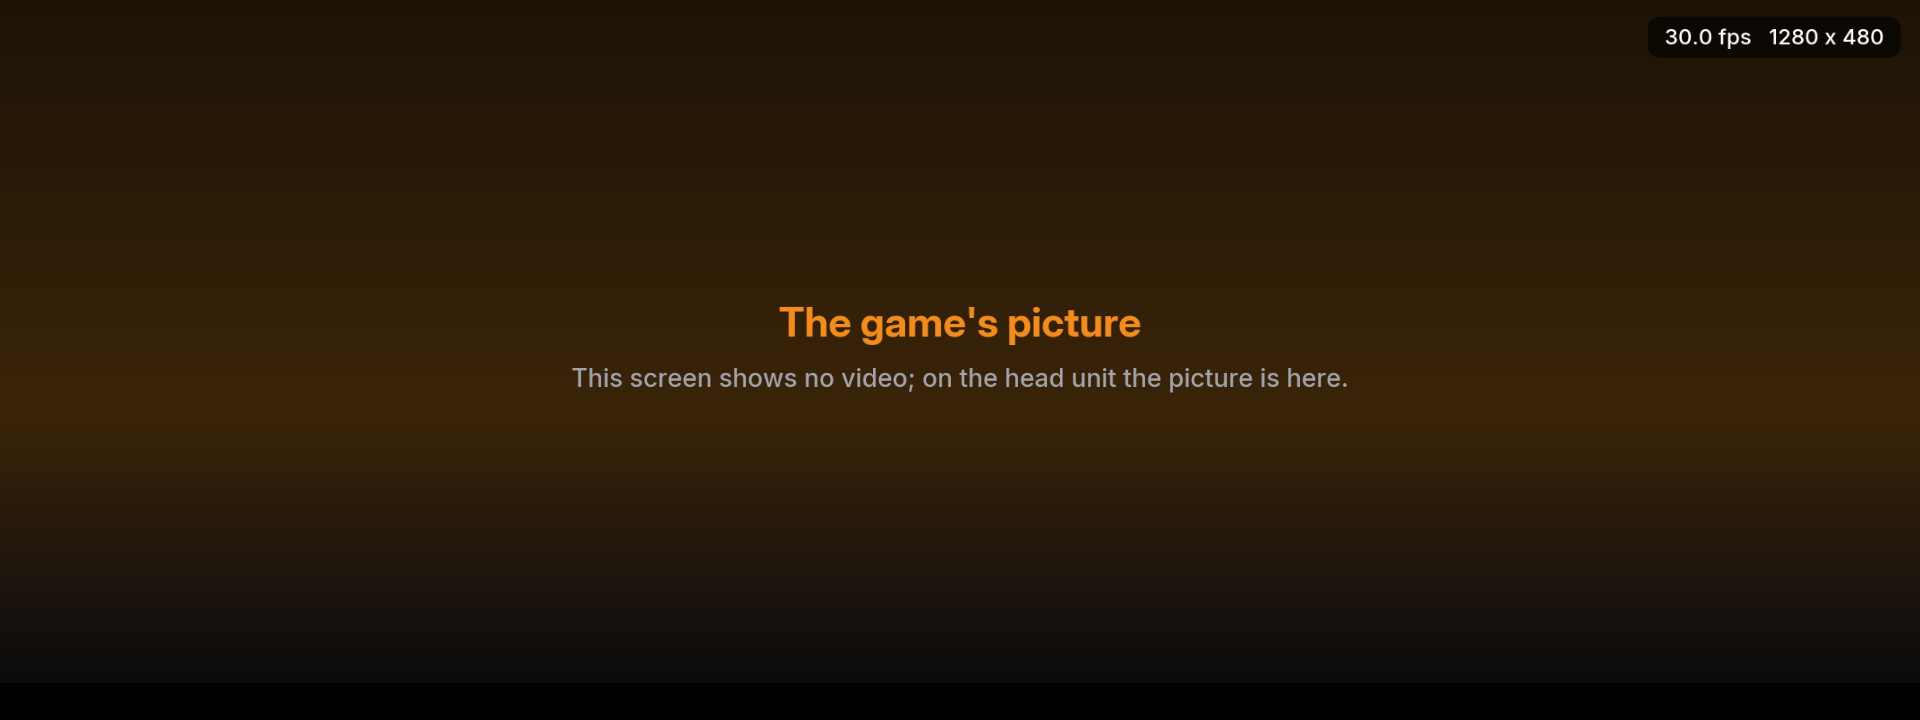 30.0 fps 1280 x 480
The game's picture
This screen shows no video; on the head unit the picture is here.